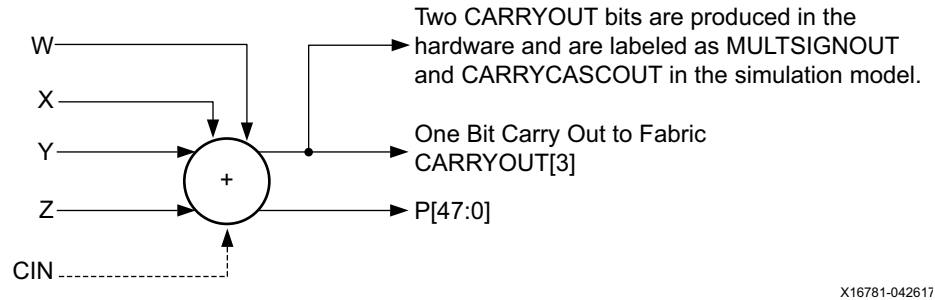 Two CARRYOUT bits are produced in the
hardware and are labeled as MULTSIGNOUT
and CARRYCASCOUT in the simulation model.
W
X
Y
Z
CIN
+
One Bit Carry Out to Fabric
CARRYOUT[3]
P[47:0]
X16781-042617